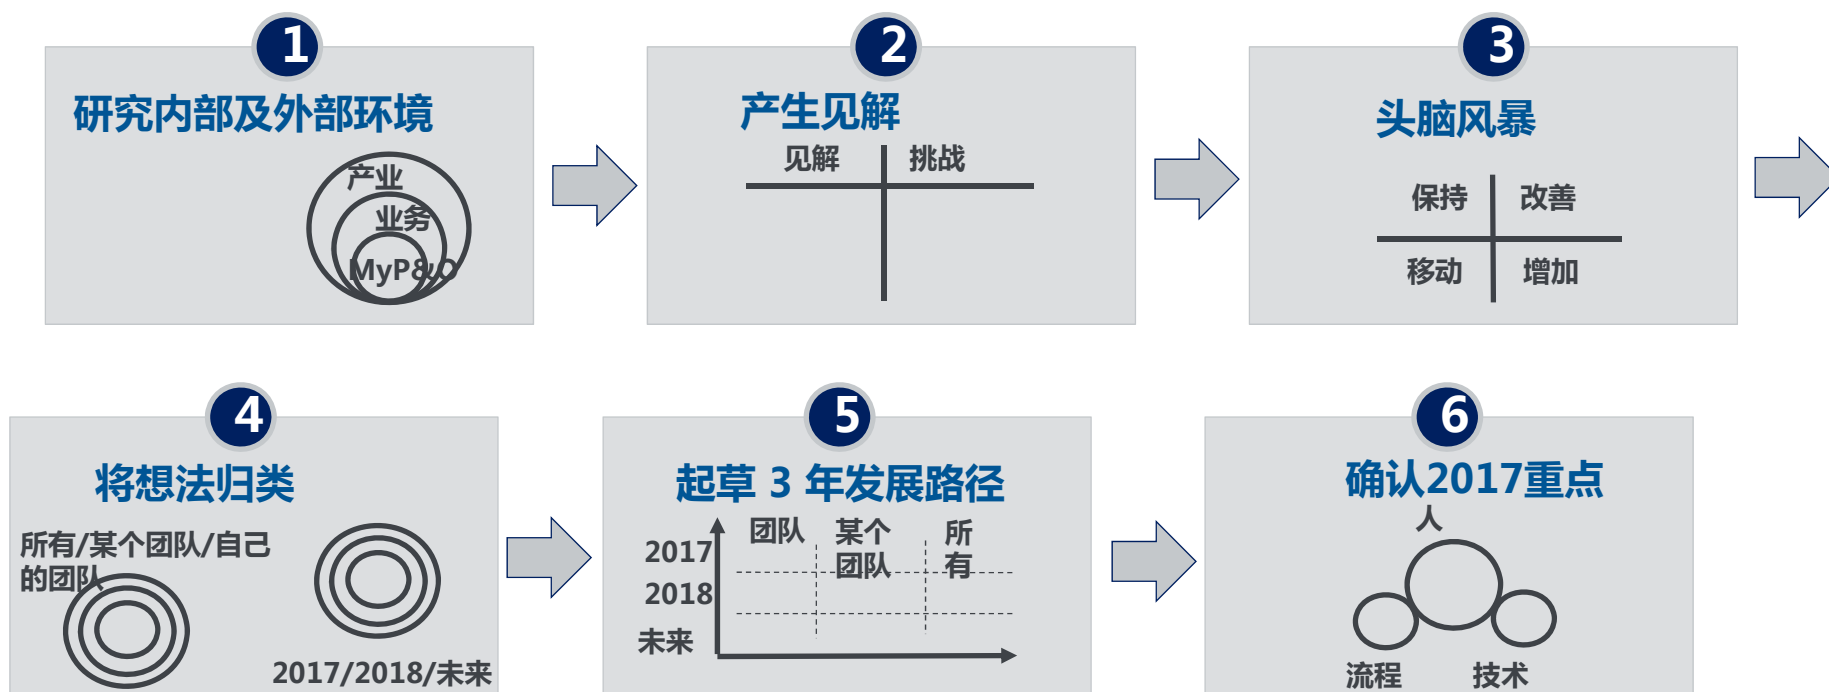 1
研究内部及外部环境
产业
业务
MyP&O
2
产生见解
见解 挑战
3
头脑风暴
保持 改善
移动 增加
4
将想法归类
所有/某个团队/自己
的团队
2017/2018/未来
5
起草 3 年发展路径
团队 某个
团队 所
有
2017
2018
未来
6
确认2017重点
人
流程 技术